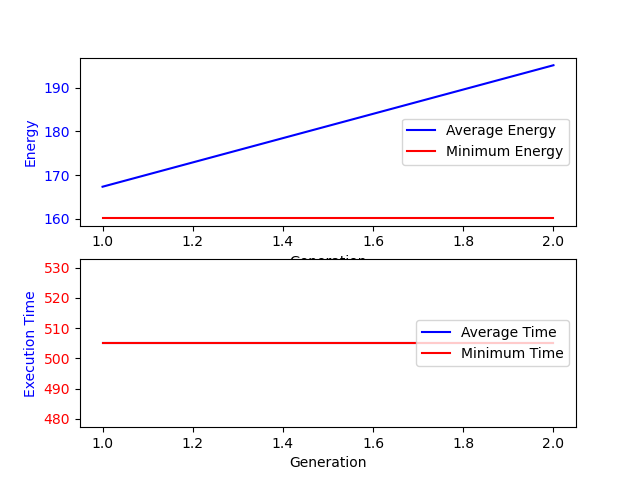 190
180
170
160
Energy
Average Energy
Minimum Energy
1.0 1.2 1.4 1.6 1.8 2.0
Generation
530
520
510
500
490
480
Execution Time
Average Time
Minimum Time
1.0 1.2 1.4 1.6 1.8 2.0
Generation